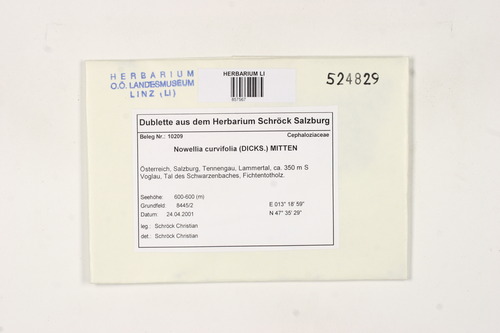 HERBARIUM
O.Ö. LANDESMUSEUM
LINZ (LI)
HERBARIUM LI
857567
524829
Dublette aus dem Herbarium Schröck Salzburg
Beleg Nr.: 10209 Cephaloziaceae
Nowellia curvifolia (DICKS.) MITTEN
Österreich, Salzburg, Tennengau, Lammertal, ca. 350 m S
Voglau, Tal des Schwarzenbaches, Fichtentotholz.
Seehöhe: 600-600 (m)
Grundfeld 8445/2 E 013° 18' 59"
Datum: 24.04.2001 N 47° 35' 29"
leg.: Schröck Christian
det.: Schröck Christian